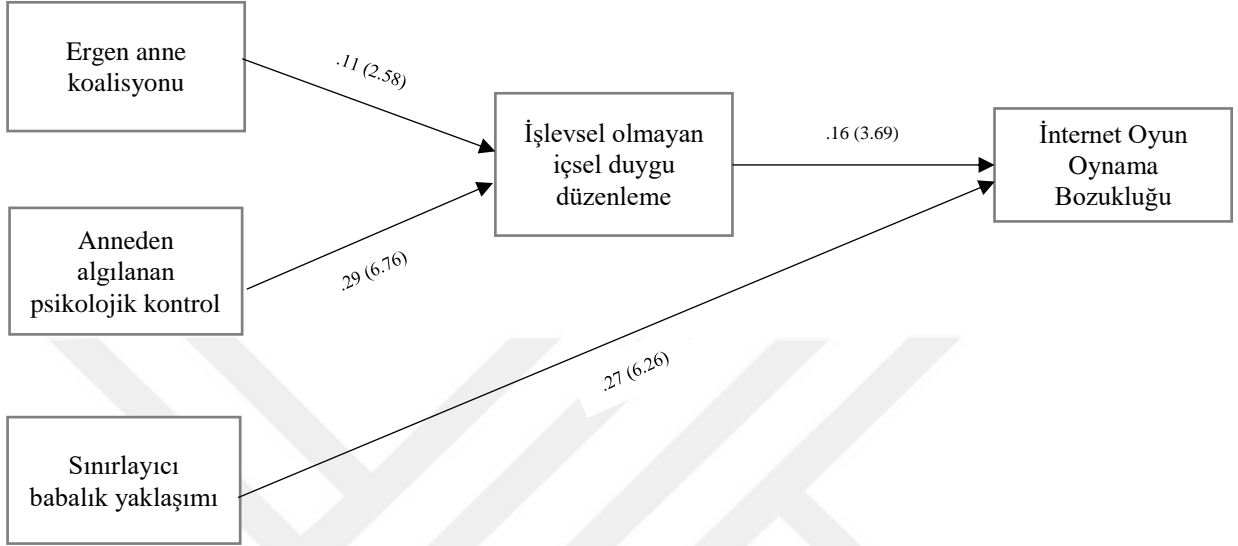 Ergen anne
koalisyonu
.11 (2.58)
İşlevsel olmayan
içsel duygu
düzenleme
.16 (3.69)
İnternet Oyun
Oynama
Bozukluğu
Anneden
algılanan
psikolojik kontrol
.29 (6.76)
.27 (6.26)
Sınırlayıcı
babalık yaklaşımı